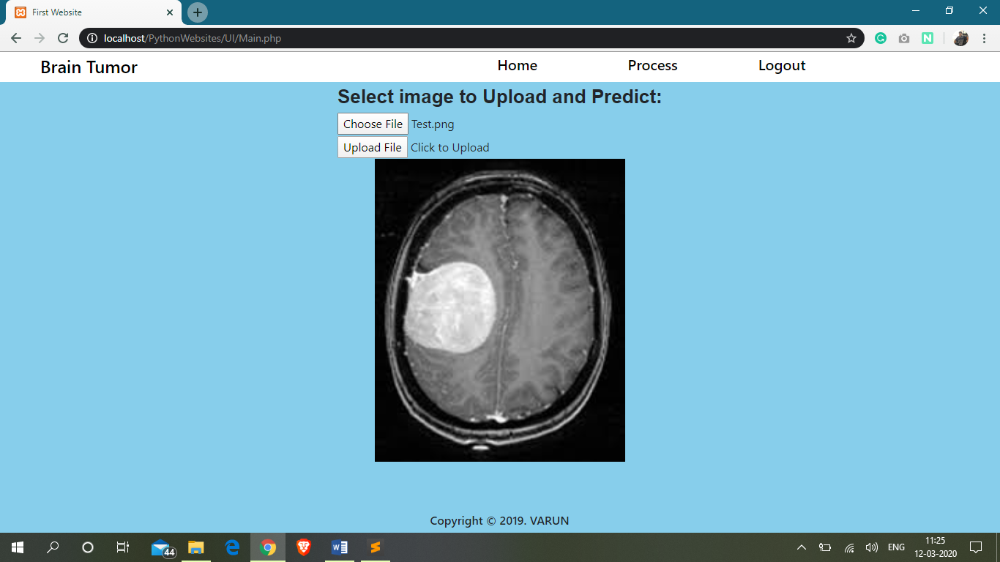 First Website
localhost/PythonWebsites/UI/Main.php
Brain Tumor Home Process Logout
Select image to Upload and Predict:
Choose File Test.png
Upload File Click to Upload
Copyright © 2019. VARUN
44 ENG 11:25
12-03-2020